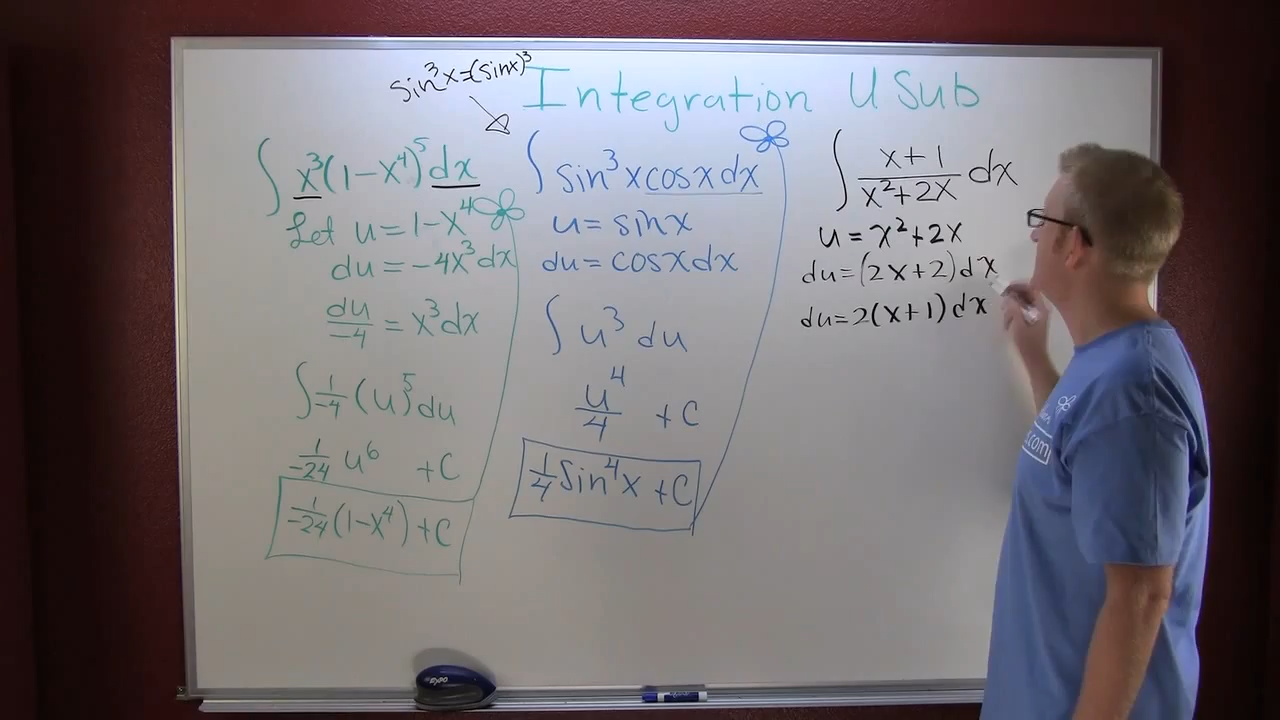 Integration U Sub
sin³x=(sinx)³
∫ x³(1-x⁴)⁵ dx
Let u = 1-x⁴
du = -4x³dx
du/-4 = x³dx
∫ 1/-4 (u)⁵ du
1/-24 u⁶ + C
1/-24 (1-x⁴) + C
∫ sin³x cosx dx
u = sinx
du = cosx dx
∫ u³ du
u⁴/4 + C
1/4 Sin⁴x + C
∫ x+1/x²+2x dx
u = x²+2x
du=(2x+2)dx
du=2(x+1)dx
EXPO
.com